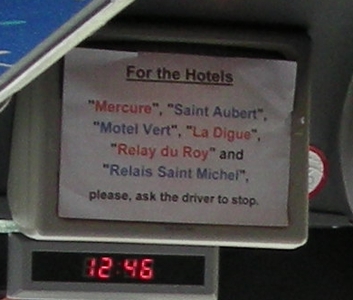 For the Hotels
"Mercure", "Saint Aubert",
"Motel Vert", "La Digue",
"Relay du Roy" and
"Relais Saint Michel",
please, ask the driver to stop.
12:46